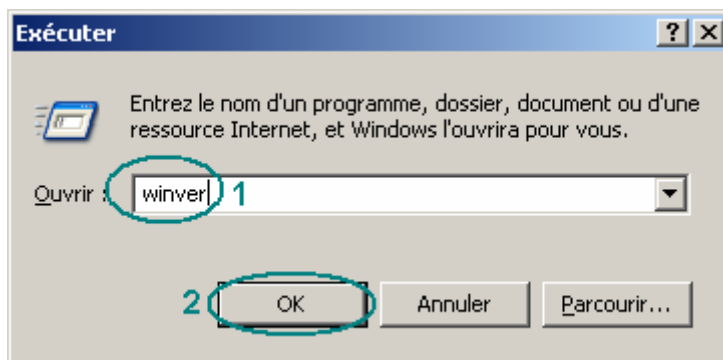 Exécuter
Entrez le nom d'un programme, dossier, document ou d'une
ressource Internet, et Windows l'ouvrira pour vous.
Ouvrir : winver 1
2 OK Annuler Parcourir...